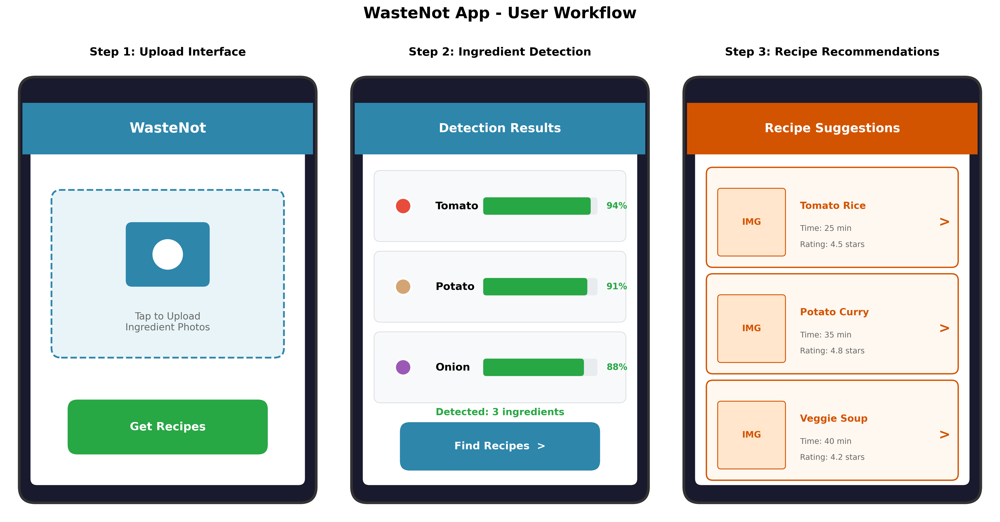 WasteNot App - User Workflow
Step 1: Upload Interface
WasteNot
Tap to Upload
Ingredient Photos
Get Recipes
Step 2: Ingredient Detection
Detection Results
Tomato 94%
Potato 91%
Onion 88%
Detected: 3 ingredients
Find Recipes >
Step 3: Recipe Recommendations
Recipe Suggestions
IMG
Tomato Rice
Time: 25 min
Rating: 4.5 stars
>
IMG
Potato Curry
Time: 35 min
Rating: 4.8 stars
>
IMG
Veggie Soup
Time: 40 min
Rating: 4.2 stars
>